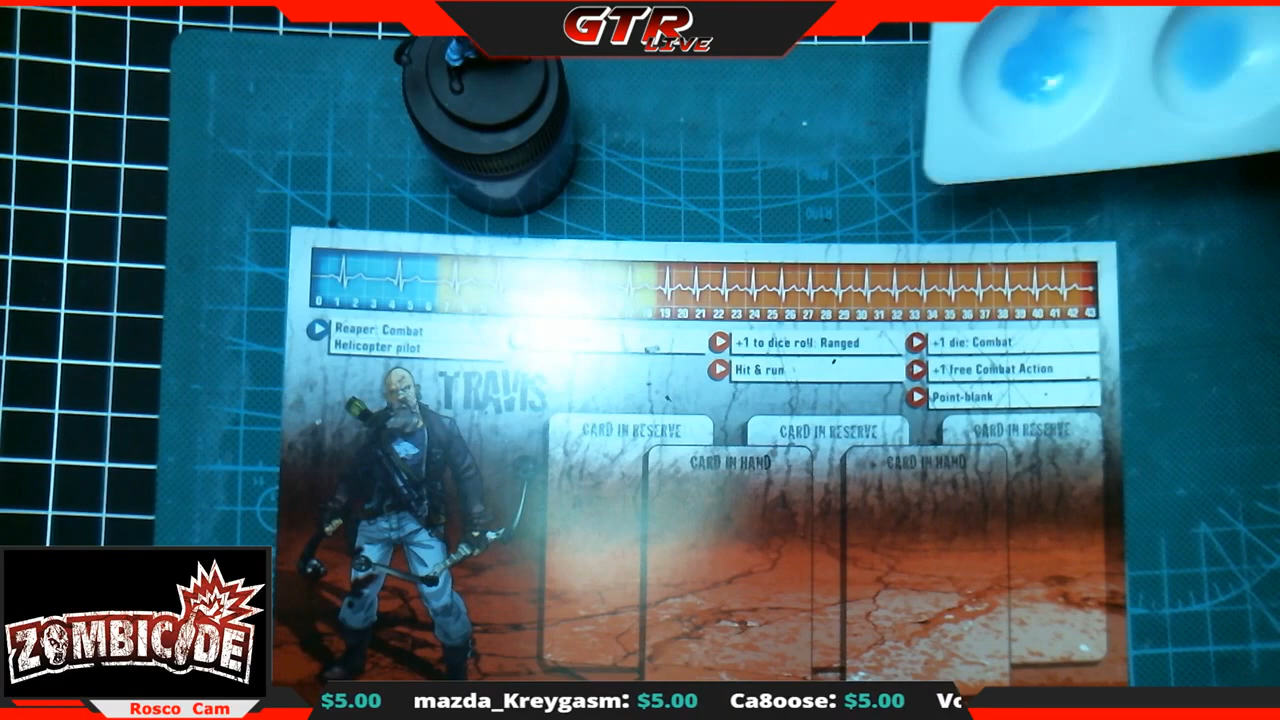 GTR
LIVE
0 1 2 3 4 5 6
19 20 21 22 23 24 25 26 27 28 29 30 31 32 33 34 35 36 37 38 39 40 41 42 43
Reaper: Combat
Helicopter pilot
+1 to dice roll: Ranged
Hit & run
+1 die: Combat
+1 free Combat Action
Point-blank
TRAVIS
CARD IN RESERVE CARD IN RESERVE CARD IN RESERVE
CARD IN HAND CARD IN HAND
ZOMBICIDE
Rosco Cam
$5.00 mazda_Kreygasm: $5.00 Ca8oose: $5.00 Vo